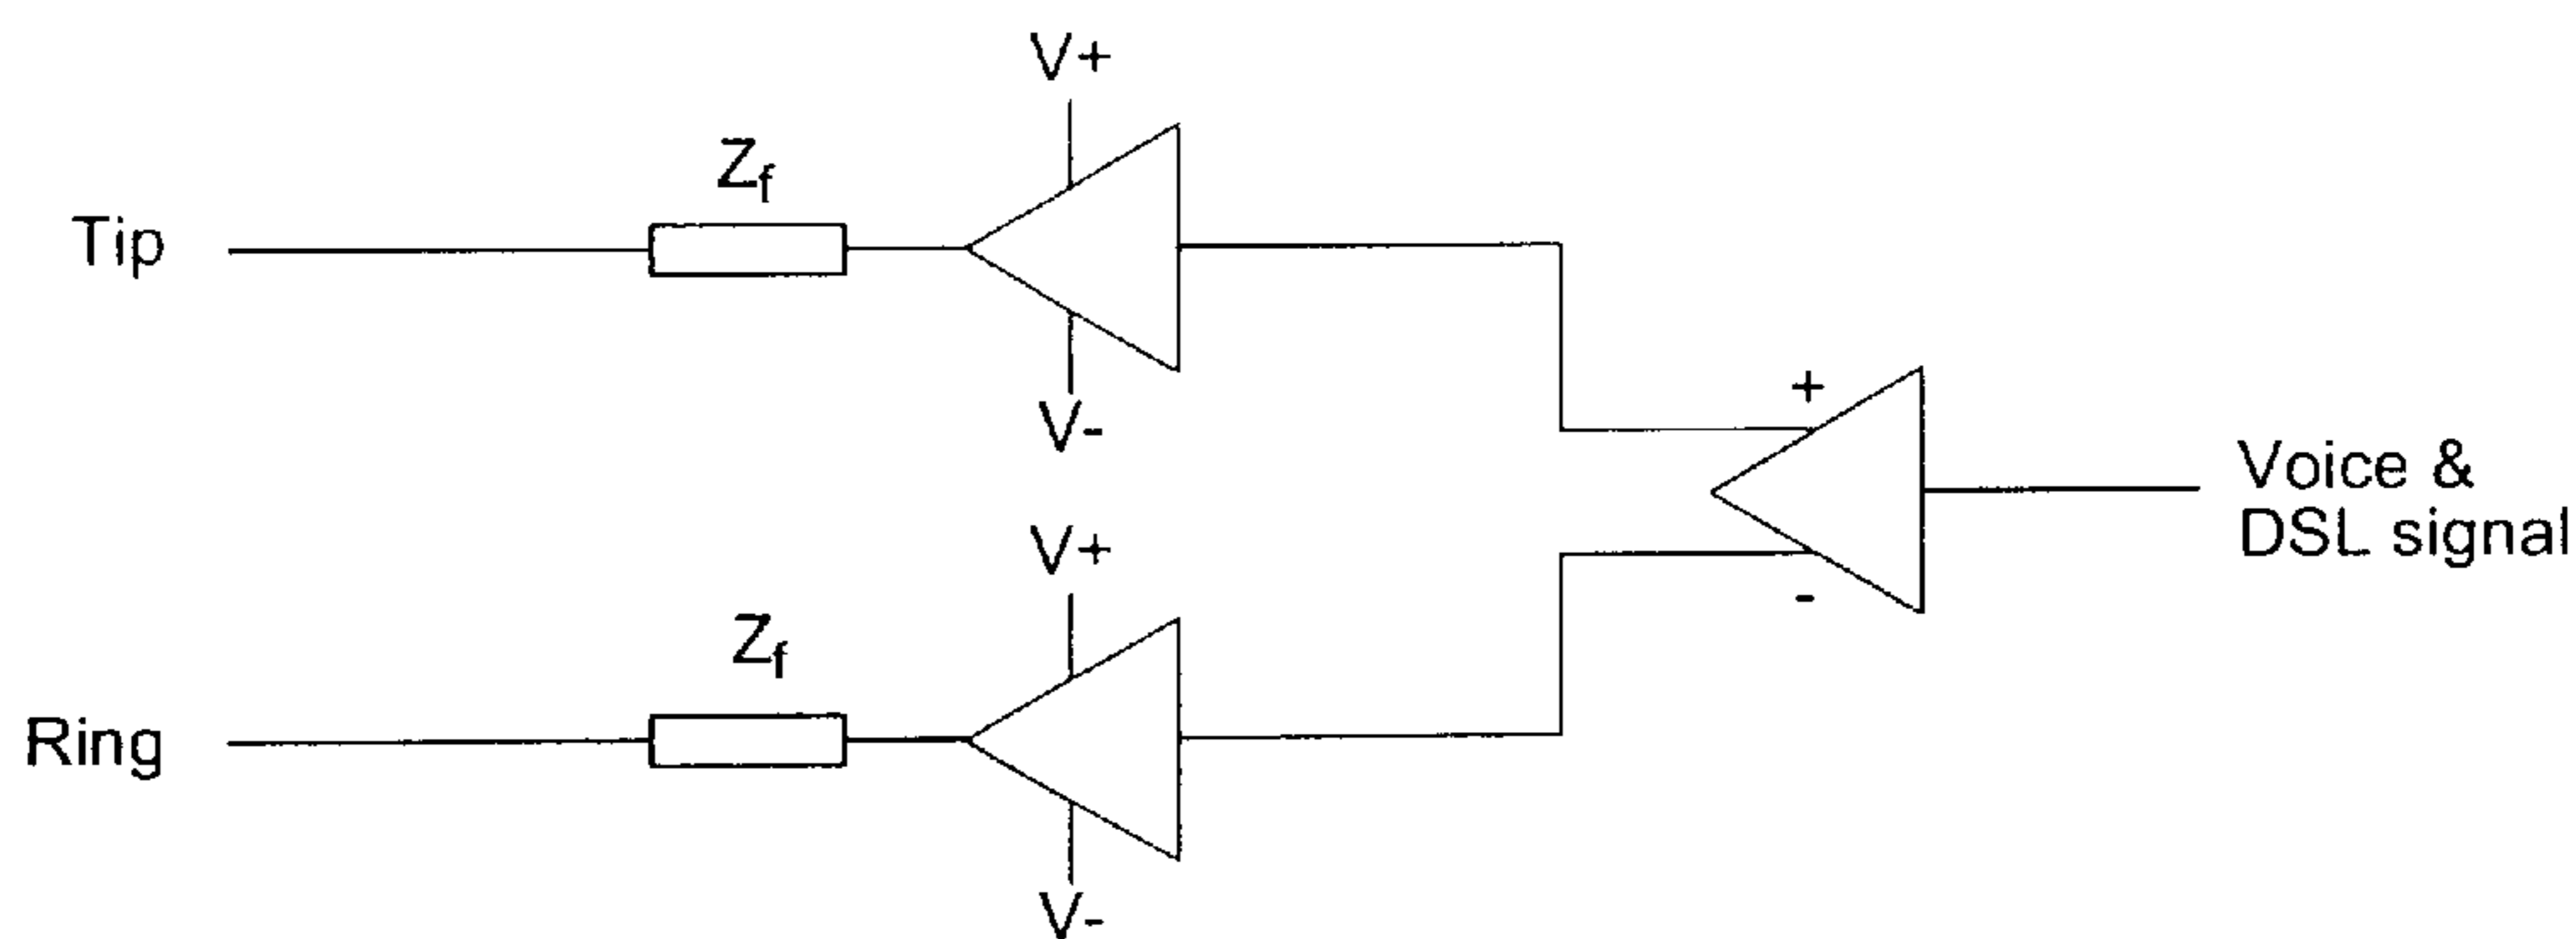 V+
Zf
Tip
V-
+
Voice &
DSL signal
V+
-
Zf
Ring
V-